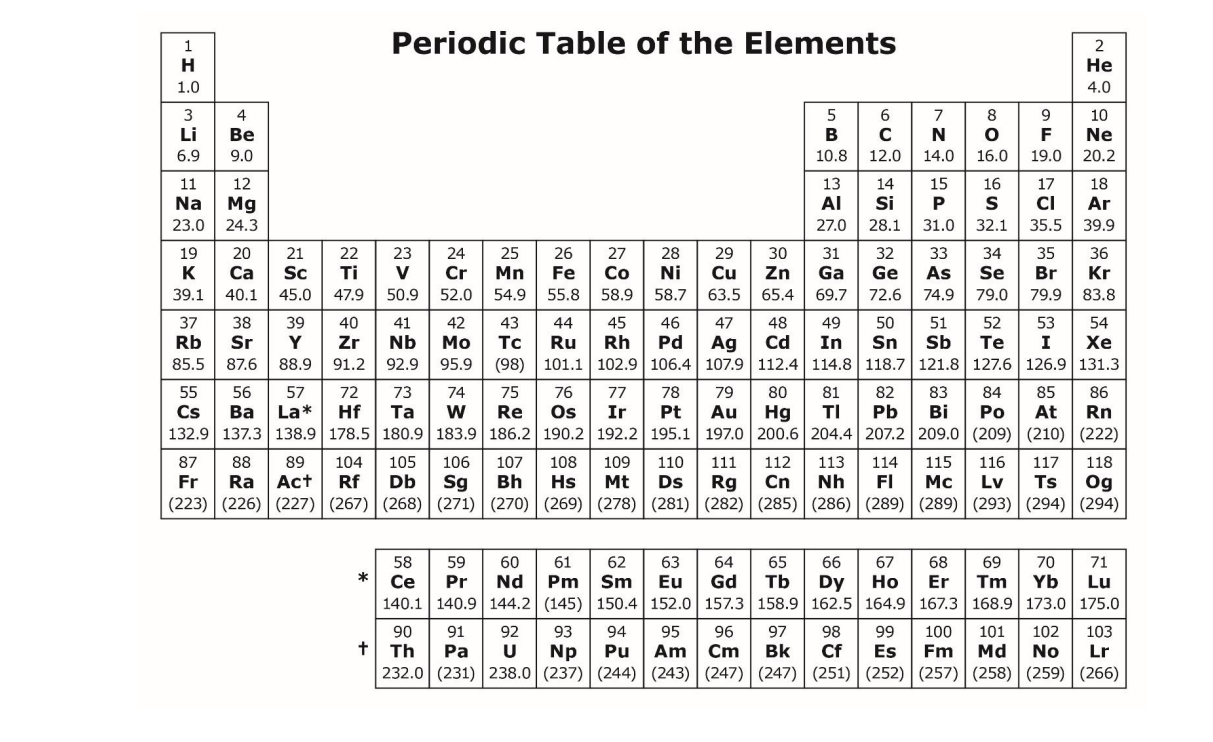 Periodic Table of the Elements
1 2
H He
1.0 4.0
3 4 5 6 7 8 9 10
Li Be B C N O F Ne
6.9 9.0 10.8 12.0 14.0 16.0 19.0 20.2
11 12 13 14 15 16 17 18
Na Mg Al Si P S Cl Ar
23.0 24.3 27.0 28.1 31.0 32.1 35.5 39.9
19 20 21 22 23 24 25 26 27 28 29 30 31 32 33 34 35 36
K Ca Sc Ti V Cr Mn Fe Co Ni Cu Zn Ga Ge As Se Br Kr
39.1 40.1 45.0 47.9 50.9 52.0 54.9 55.8 58.9 58.7 63.5 65.4 69.7 72.6 74.9 79.0 79.9 83.8
37 38 39 40 41 42 43 44 45 46 47 48 49 50 51 52 53 54
Rb Sr Y Zr Nb Mo Tc Ru Rh Pd Ag Cd In Sn Sb Te I Xe
85.5 87.6 88.9 91.2 92.9 95.9 (98) 101.1 102.9 106.4 107.9 112.4 114.8 118.7 121.8 127.6 126.9 131.3
55 56 57 72 73 74 75 76 77 78 79 80 81 82 83 84 85 86
Cs Ba La* Hf Ta W Re Os Ir Pt Au Hg Tl Pb Bi Po At Rn
132.9 137.3 138.9 178.5 180.9 183.9 186.2 190.2 192.2 195.1 197.0 200.6 204.4 207.2 209.0 (209) (210) (222)
87 88 89 104 105 106 107 108 109 110 111 112 113 114 115 116 117 118
Fr Ra Ac† Rf Db Sg Bh Hs Mt Ds Rg Cn Nh Fl Mc Lv Ts Og
(223) (226) (227) (267) (268) (271) (270) (269) (278) (281) (282) (285) (286) (289) (289) (293) (294) (294)
58 59 60 61 62 63 64 65 66 67 68 69 70 71
* Ce Pr Nd Pm Sm Eu Gd Tb Dy Ho Er Tm Yb Lu
140.1 140.9 144.2 (145) 150.4 152.0 157.3 158.9 162.5 164.9 167.3 168.9 173.0 175.0
90 91 92 93 94 95 96 97 98 99 100 101 102 103
† Th Pa U Np Pu Am Cm Bk Cf Es Fm Md No Lr
232.0 (231) 238.0 (237) (244) (243) (247) (247) (251) (252) (257) (258) (259) (266)